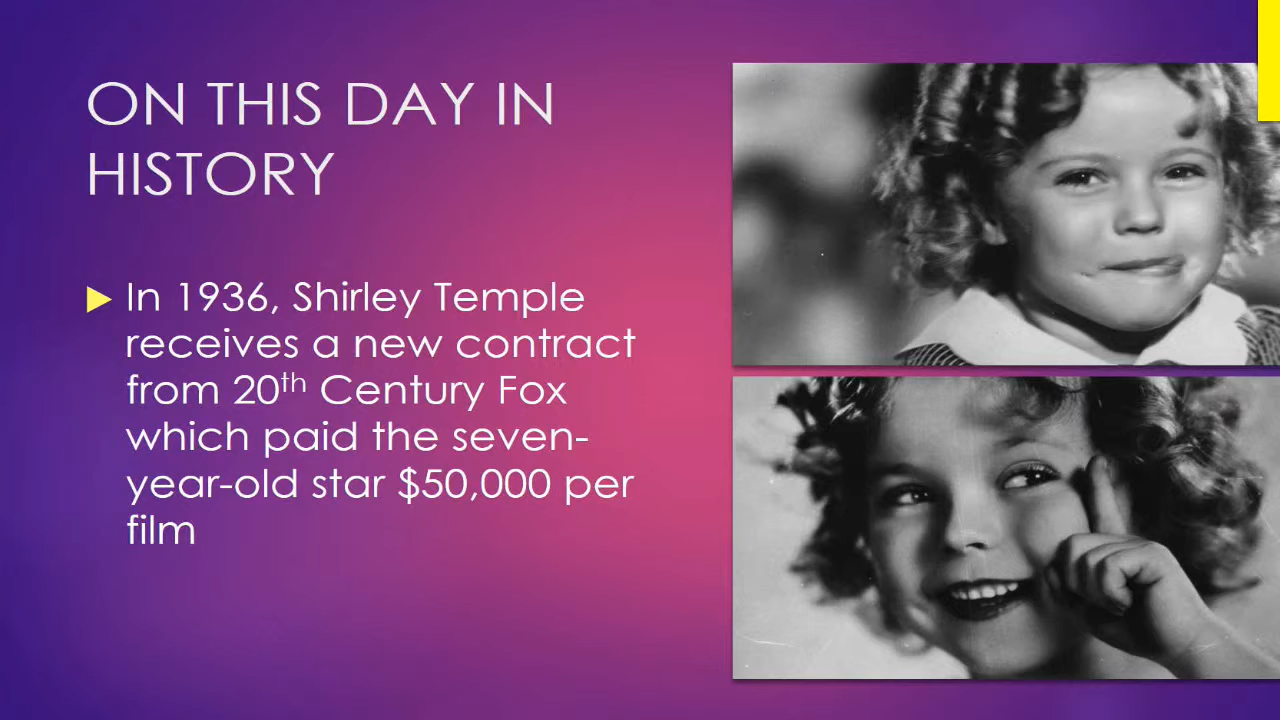 ON THIS DAY IN
HISTORY
In 1936, Shirley Temple
receives a new contract
from 20th Century Fox
which paid the seven-
year-old star $50,000 per
film